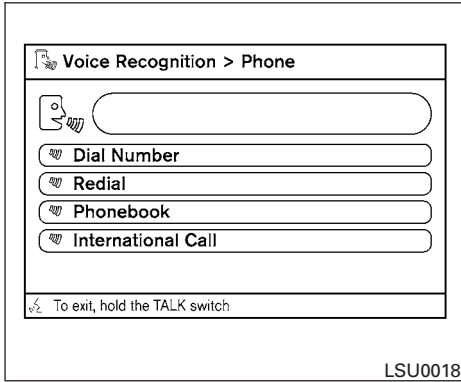 Voice Recognition > Phone
Dial Number
Redial
Phonebook
International Call
To exit, hold the TALK switch
LSU0018